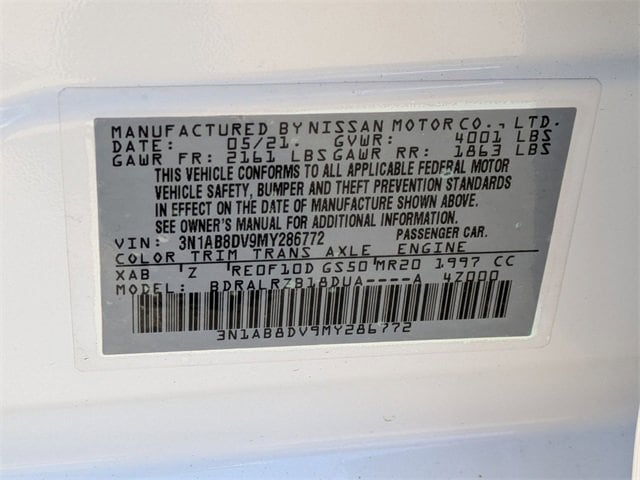 MANUFACTURED BY NISSAN MOTOR CO., LTD.
DATE: 05/21. GVWR: 4001 LBS
GAWR FR: 2161 LBS GAWR RR: 1863 LBS
THIS VEHICLE CONFORMS TO ALL APPLICABLE FEDERAL MOTOR
VEHICLE SAFETY, BUMPER AND THEFT PREVENTION STANDARDS
IN EFFECT ON THE DATE OF MANUFACTURE SHOWN ABOVE.
SEE OWNER'S MANUAL FOR ADDITIONAL INFORMATION.
VIN: 3N1AB8DV9MY286772 PASSENGER CAR.
COLOR TRIM TRANS AXLE ENGINE
XAB 'Z 'RE0F10D GS50 'MR20 1997 CC
MODEL: BDRALRZB18DUA----A 4Z000
3N1AB8DV9MY286772